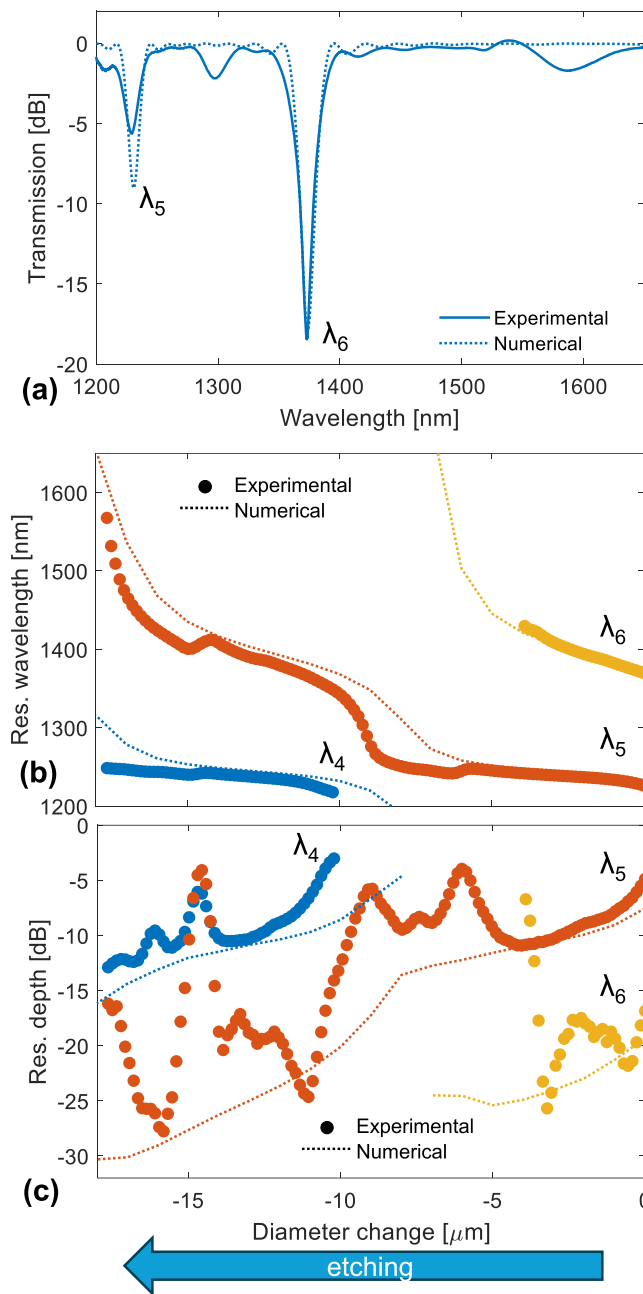 0
-5
-10
-15
-20
Transmission [dB]
λ5
λ6
Experimental
Numerical
1200 1300 1400 1500 1600
(a)
Wavelength [nm]
1600
1500
1400
1300
1200
Res. wavelength [nm]
Experimental
Numerical
λ6
λ4
λ5
(b)
0
-5
-10
-15
-20
-25
-30
Res. depth [dB]
λ4
λ5
λ6
Experimental
Numerical
(c)
-15 -10 -5 0
Diameter change [μm]
etching